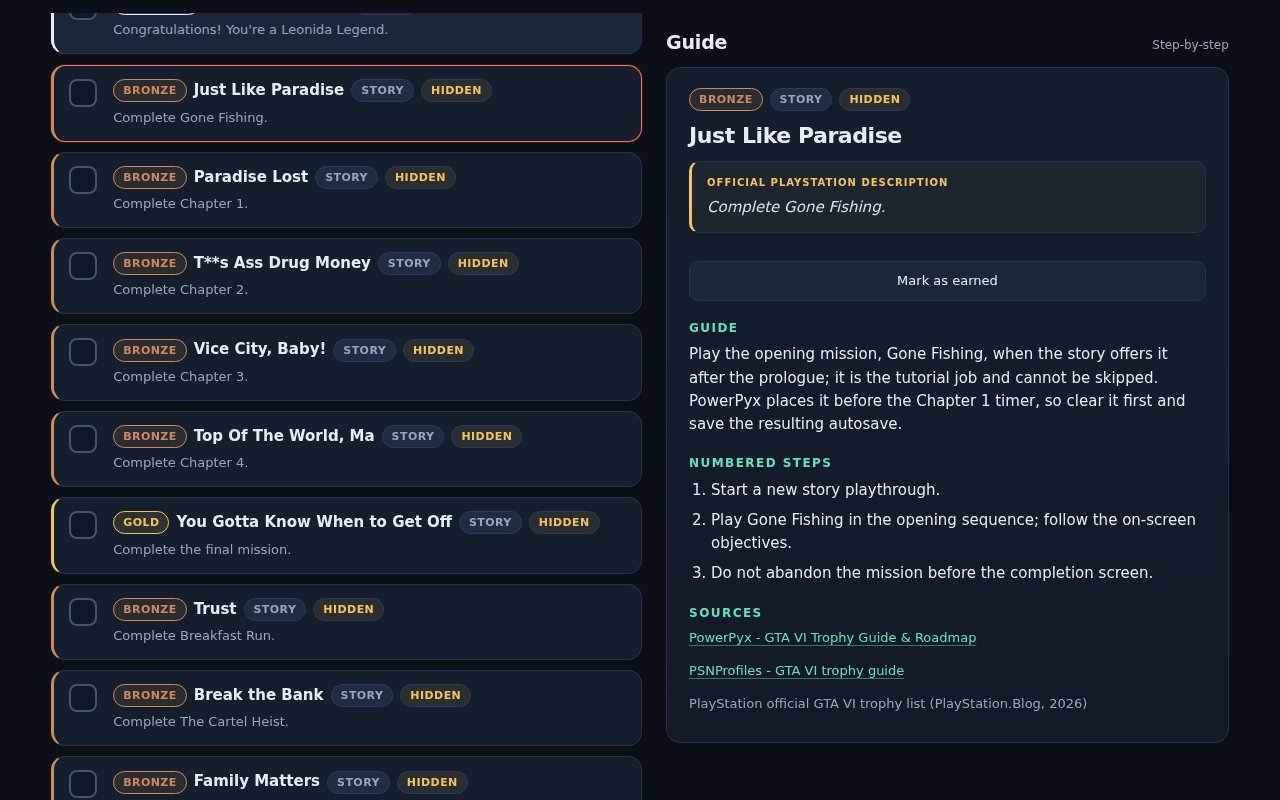 Congratulations! You're a Leonida Legend.
BRONZE Just Like Paradise STORY HIDDEN
Complete Gone Fishing.
BRONZE Paradise Lost STORY HIDDEN
Complete Chapter 1.
BRONZE T**s Ass Drug Money STORY HIDDEN
Complete Chapter 2.
BRONZE Vice City, Baby! STORY HIDDEN
Complete Chapter 3.
BRONZE Top Of The World, Ma STORY HIDDEN
Complete Chapter 4.
GOLD You Gotta Know When to Get Off STORY HIDDEN
Complete the final mission.
BRONZE Trust STORY HIDDEN
Complete Breakfast Run.
BRONZE Break the Bank STORY HIDDEN
Complete The Cartel Heist.
BRONZE Family Matters STORY HIDDEN
Guide Step-by-step
BRONZE STORY HIDDEN
Just Like Paradise
OFFICIAL PLAYSTATION DESCRIPTION
Complete Gone Fishing.
Mark as earned
GUIDE
Play the opening mission, Gone Fishing, when the story offers it
after the prologue; it is the tutorial job and cannot be skipped.
PowerPyx places it before the Chapter 1 timer, so clear it first and
save the resulting autosave.
NUMBERED STEPS
1. Start a new story playthrough.
2. Play Gone Fishing in the opening sequence; follow the on-screen
objectives.
3. Do not abandon the mission before the completion screen.
SOURCES
PowerPyx - GTA VI Trophy Guide & Roadmap
PSNProfiles - GTA VI trophy guide
PlayStation official GTA VI trophy list (PlayStation.Blog, 2026)